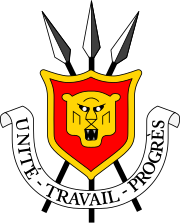 UNITÉ - TRAVAIL - PROGRÈS